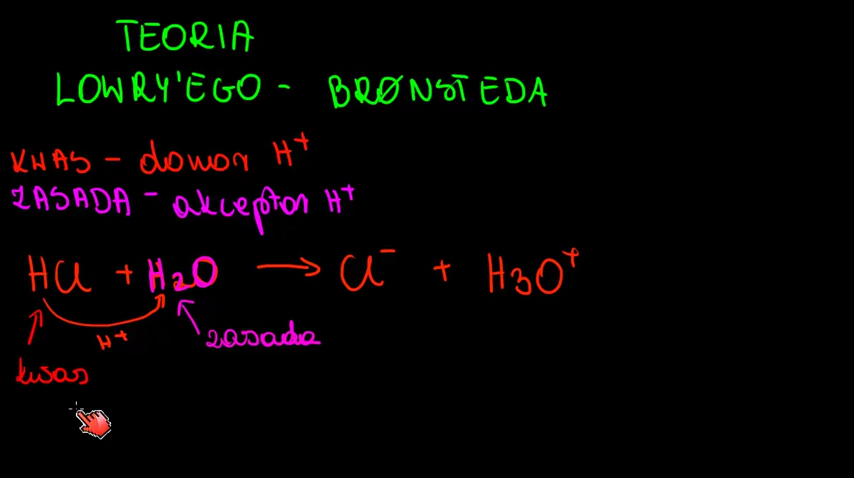 TEORIA
LOWRY'EGO - BRØNSTEDA
KWAS - donor H⁺
ZASADA - akceptor H⁺
HCl + H2O → Cl⁻ + H3O⁺
H⁺
zasada
kwas